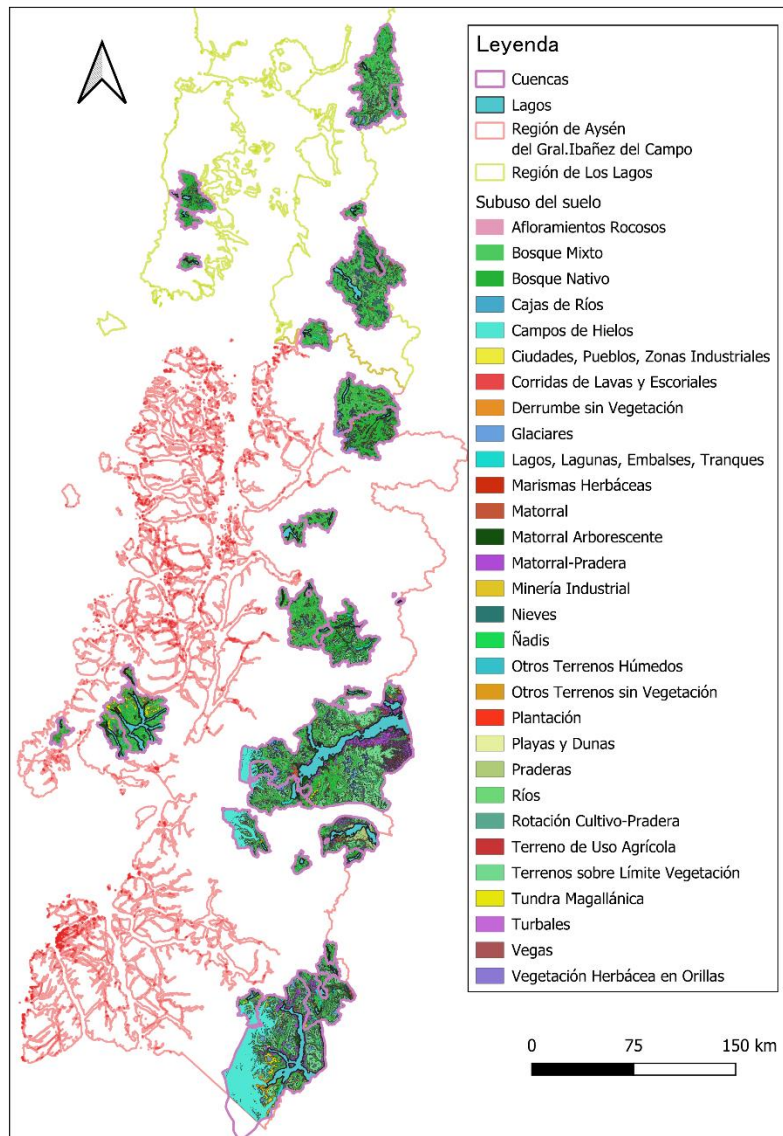 Leyenda
Cuencas
Lagos
Región de Aysén
del Gral.Ibañez del Campo
Región de Los Lagos
Subuso del suelo
Afloramientos Rocosos
Bosque Mixto
Bosque Nativo
Cajas de Ríos
Campos de Hielos
Ciudades, Pueblos, Zonas Industriales
Corridas de Lavas y Escoriales
Derrumbe sin Vegetación
Glaciares
Lagos, Lagunas, Embalses, Tranques
Marismas Herbáceas
Matorral
Matorral Arborescente
Matorral-Pradera
Minería Industrial
Nieves
Ñadis
Otros Terrenos Húmedos
Otros Terrenos sin Vegetación
Plantación
Playas y Dunas
Praderas
Ríos
Rotación Cultivo-Pradera
Terreno de Uso Agrícola
Terrenos sobre Límite Vegetación
Tundra Magallánica
Turbales
Vegas
Vegetación Herbácea en Orillas
0 75 150 km